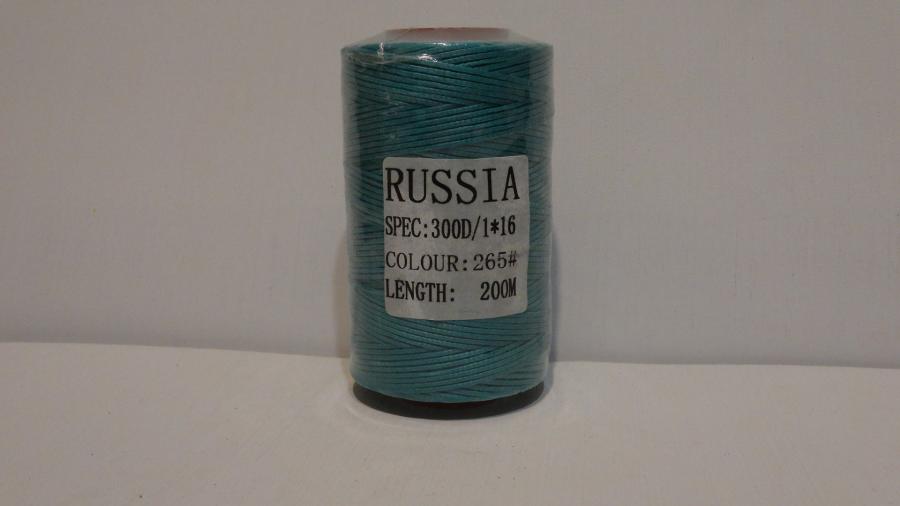 RUSSIA
SPEC:300D/1*16
COLOUR:265#
LENGTH: 200M